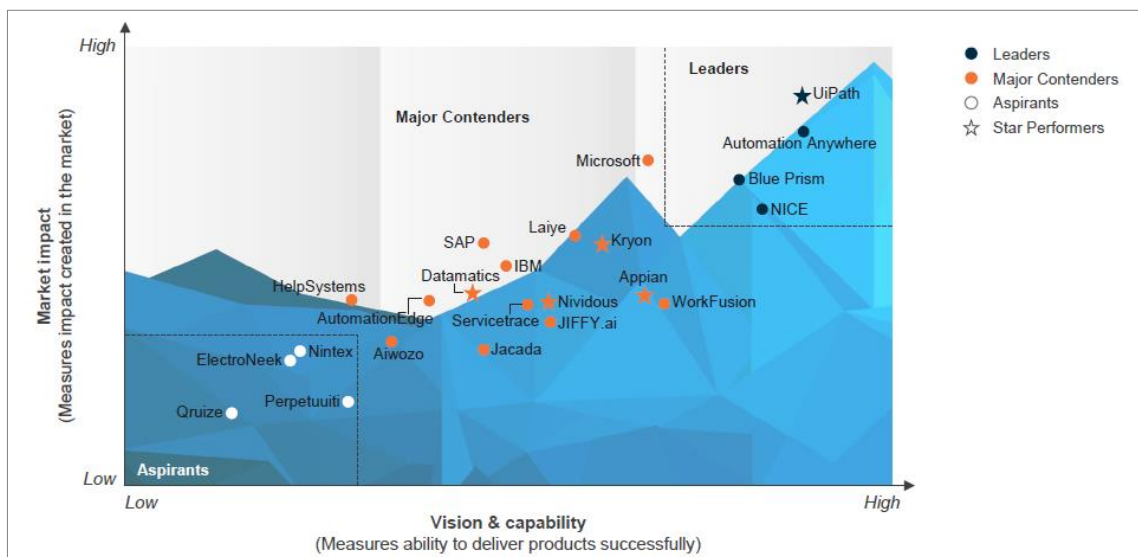 High
Leaders
Leaders
UiPath
Major Contenders
Aspirants
Star Performers
Major Contenders
Automation Anywhere
Microsoft
Blue Prism
NICE
Laiye
SAP
Kryon
IBM
Datamatics
Appian
HelpSystems
AutomationEdge
Servicetrace
Nividous
WorkFusion
JIFFY.ai
Aiwozo
Jacada
Nintex
ElectroNeek
Perpetuuiti
Qruize
Aspirants
Market impact
(Measures impact created in the market)
Low
Low
High
Vision & capability
(Measures ability to deliver products successfully)